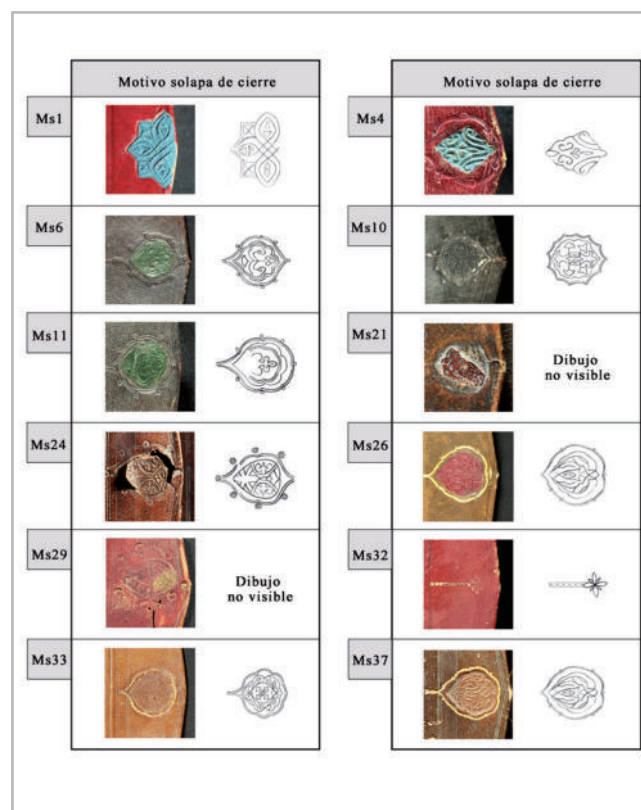 Motivo solapa de cierre
Ms1
Ms6
Ms11
Ms24
Ms29
Dibujo
no visible
Ms33
Motivo solapa de cierre
Ms4
Ms10
Ms21
Dibujo
no visible
Ms26
Ms32
Ms37